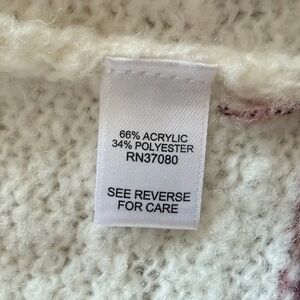 66% ACRYLIC
34% POLYESTER
RN37080
SEE REVERSE
FOR CARE